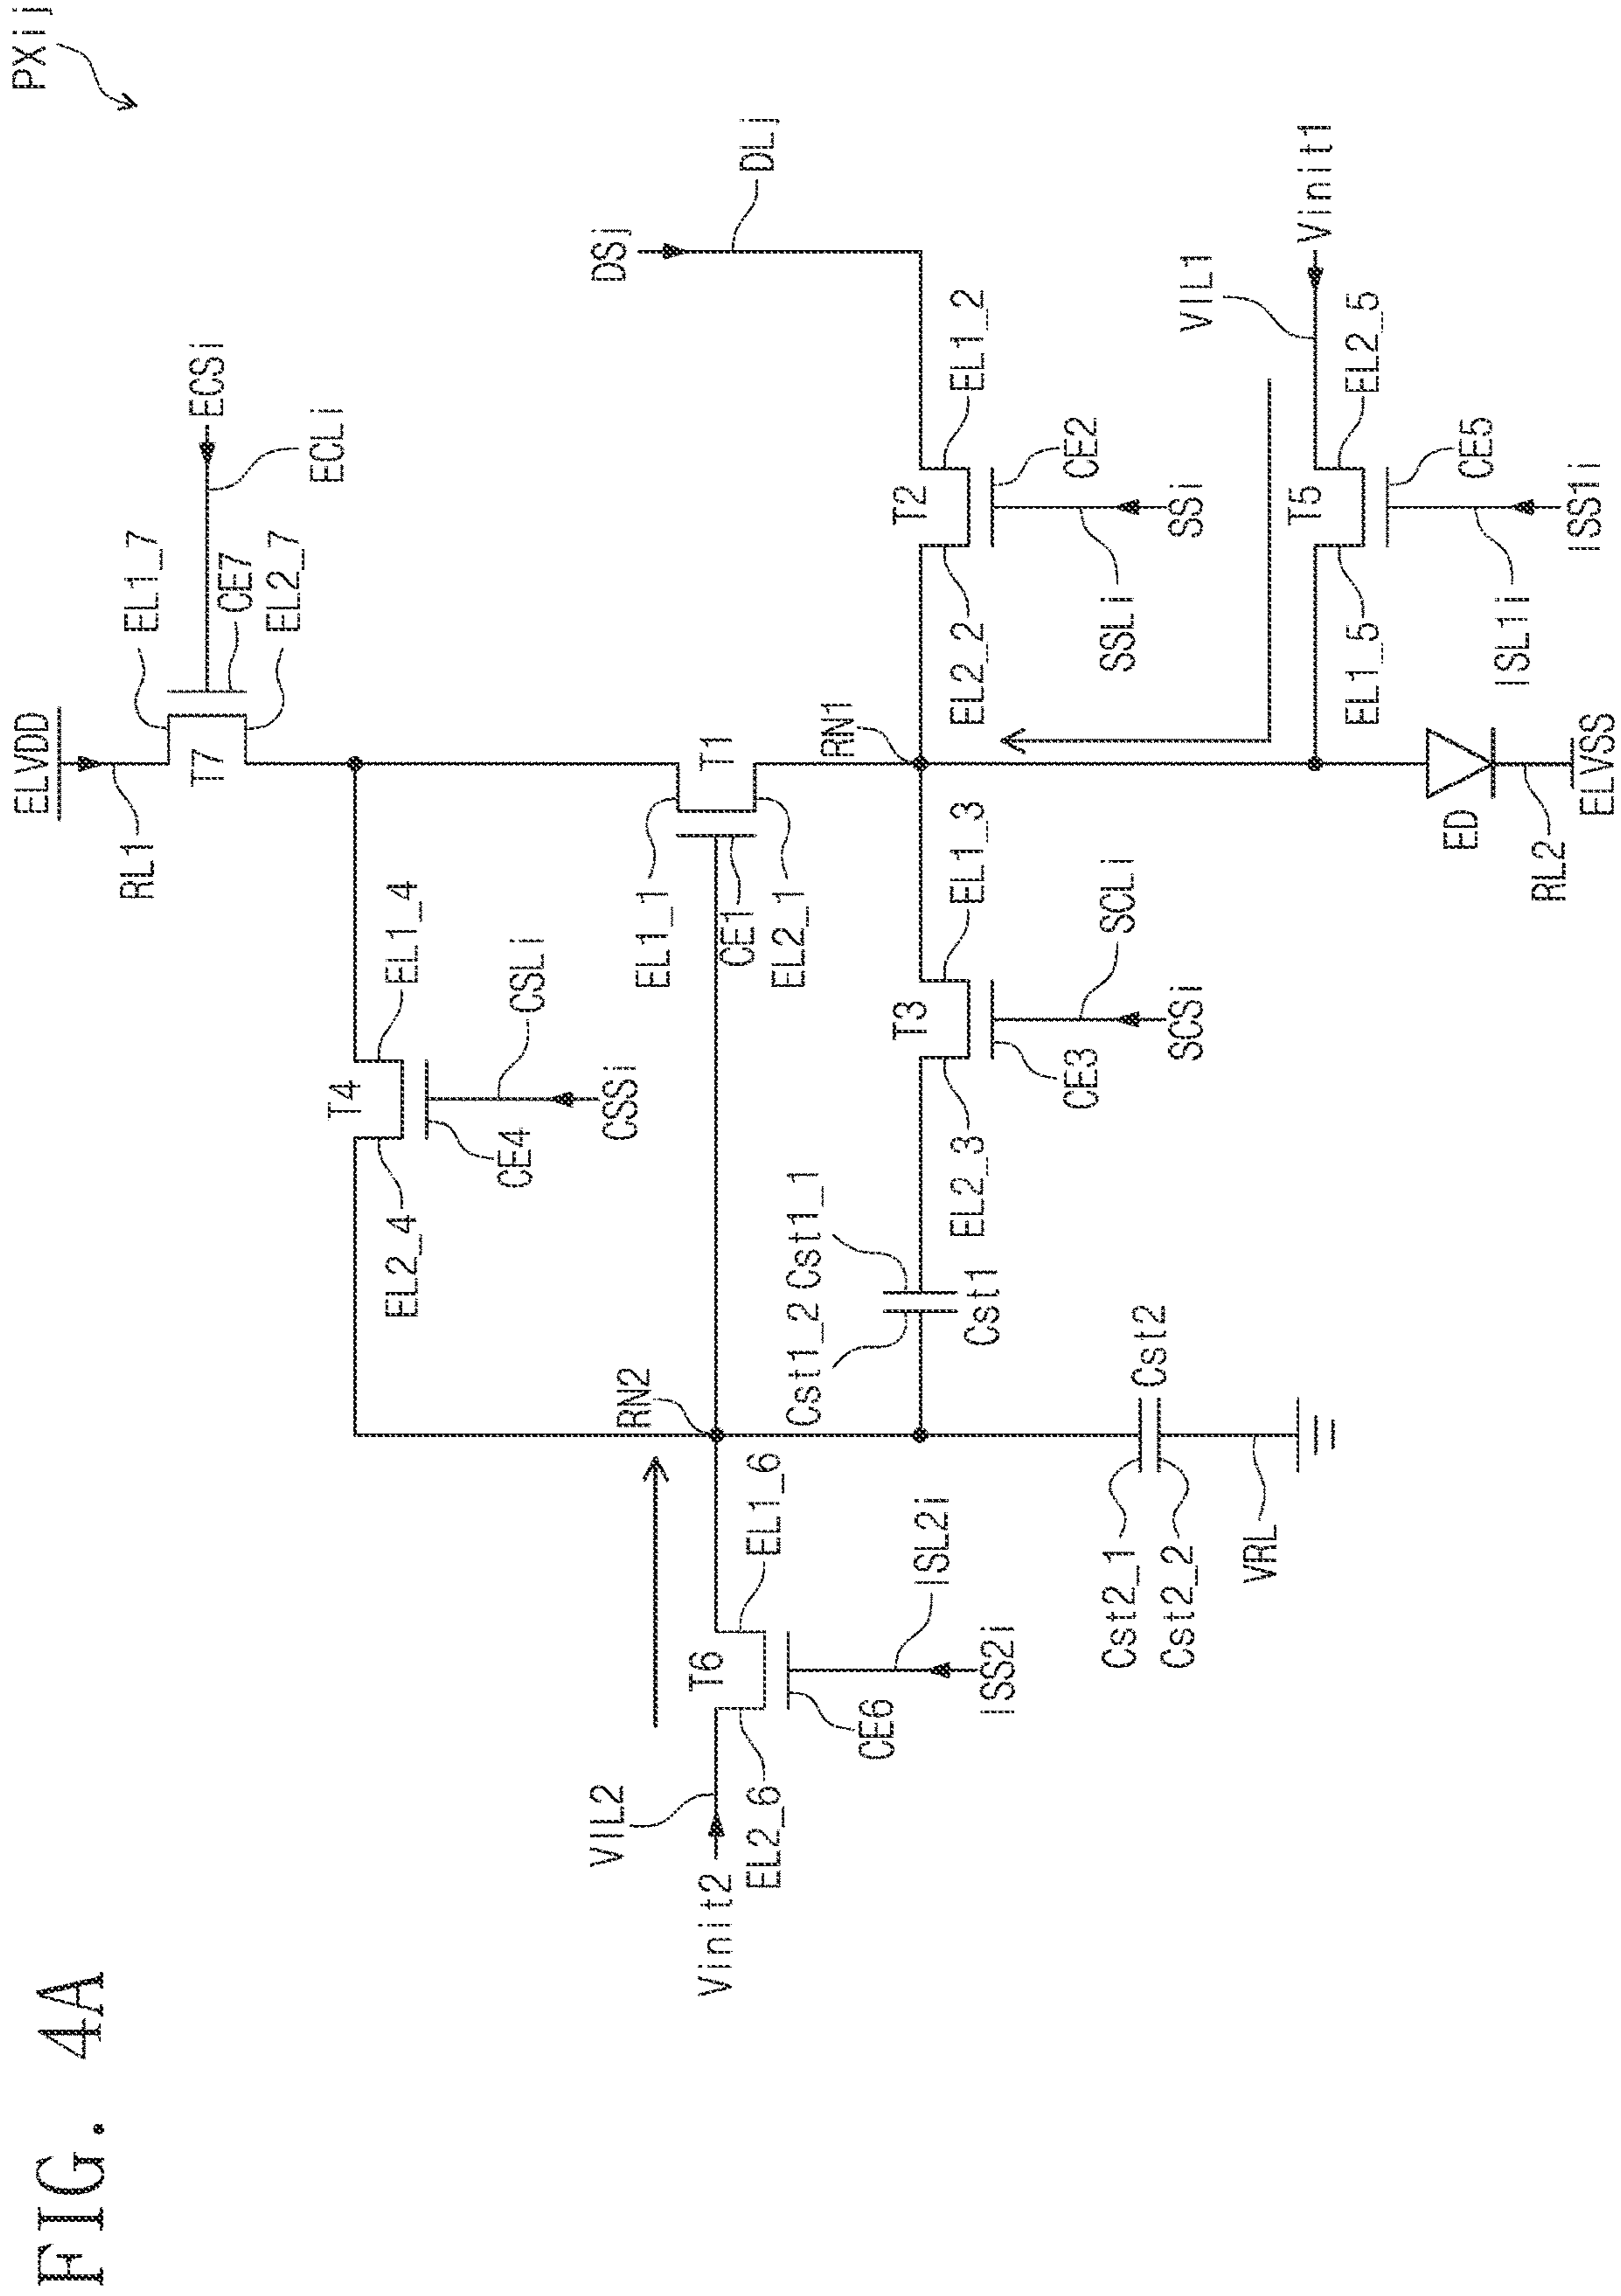 FIG. 4A
PXij
ELVDD
RL1
EL1_7
T7
CE7
ECSi
ECLi
EL2_7
T4
EL2_4
EL1_4
CE4
CSLi
CSSi
DSj
DLj
VIL2
RN2
EL1_1
T1
CE1
EL2_1
Vinit2
T6
EL2_6
EL1_6
CE6
ISL2i
ISS2i
Cst1_2
Cst1_1
Cst1
RN1
T3
EL2_3
EL1_3
CE3
SCLi
SCSi
T2
EL2_2
EL1_2
CE2
SSLi
SSi
Cst2_1
Cst2
Cst2_2
VRL
VIL1
Vinit1
T5
EL1_5
EL2_5
CE5
ISL1i
ISS1i
ED
RL2
ELVSS